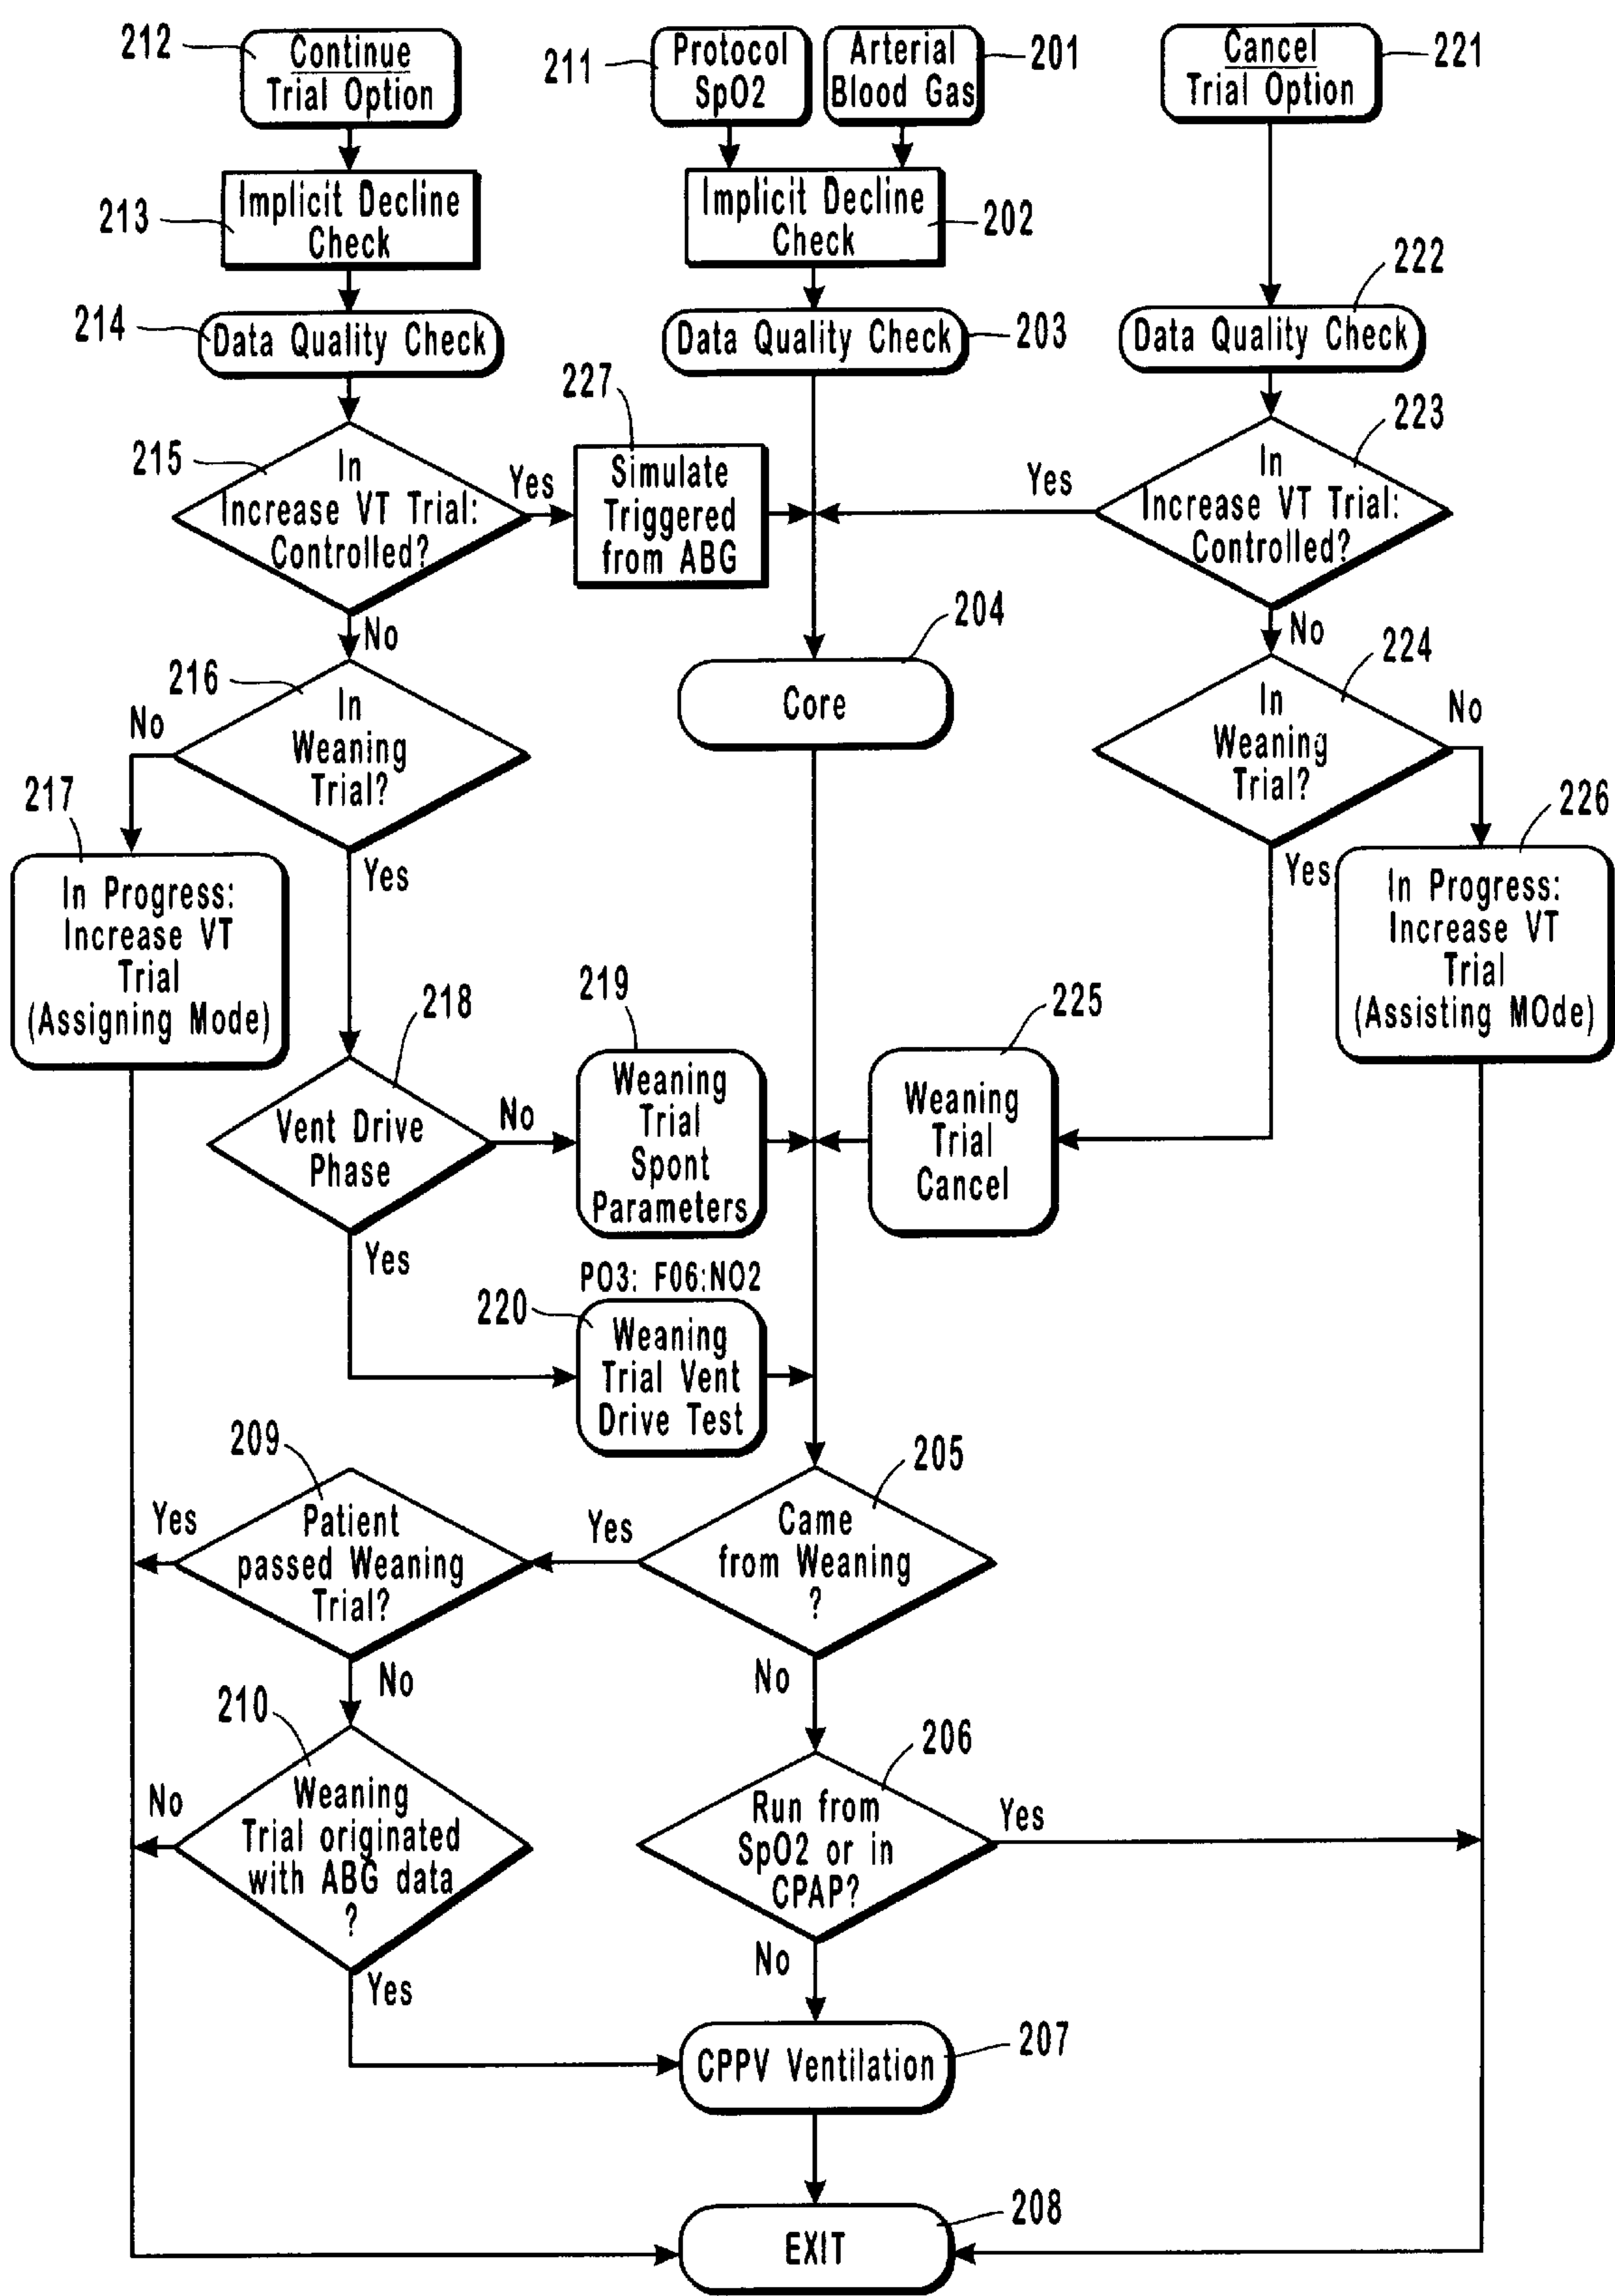 212
Continue
Trial Option
211
Protocol
SpO2
Arterial
Blood Gas
201
Cancel
Trial Option
221
213
Implicit Decline
Check
Implicit Decline
Check
202
222
214
Data Quality Check
Data Quality Check
203
Data Quality Check
227
223
215
In
Increase VT Trial:
Controlled?
Yes
Simulate
Triggered
from ABG
Yes
In
Increase VT Trial:
Controlled?
No
204
No
216
In
Weaning
Trial?
No
Core
224
In
Weaning
Trial?
No
217
Yes
Yes
226
In Progress:
Increase VT
Trial
(Assigning Mode)
In Progress:
Increase VT
Trial
(Assisting MOde)
218
219
225
Vent Drive
Phase
No
Weaning
Trial
Spont
Parameters
Weaning
Trial
Cancel
Yes
PO3: F06:NO2
220
Weaning
Trial Vent
Drive Test
209
205
Yes
Patient
passed Weaning
Trial?
Yes
Came
from Weaning
?
No
No
210
206
No
Weaning
Trial originated
with ABG data
?
Run from
SpO2 or in
CPAP?
Yes
Yes
No
CPPV Ventilation
207
EXIT
208